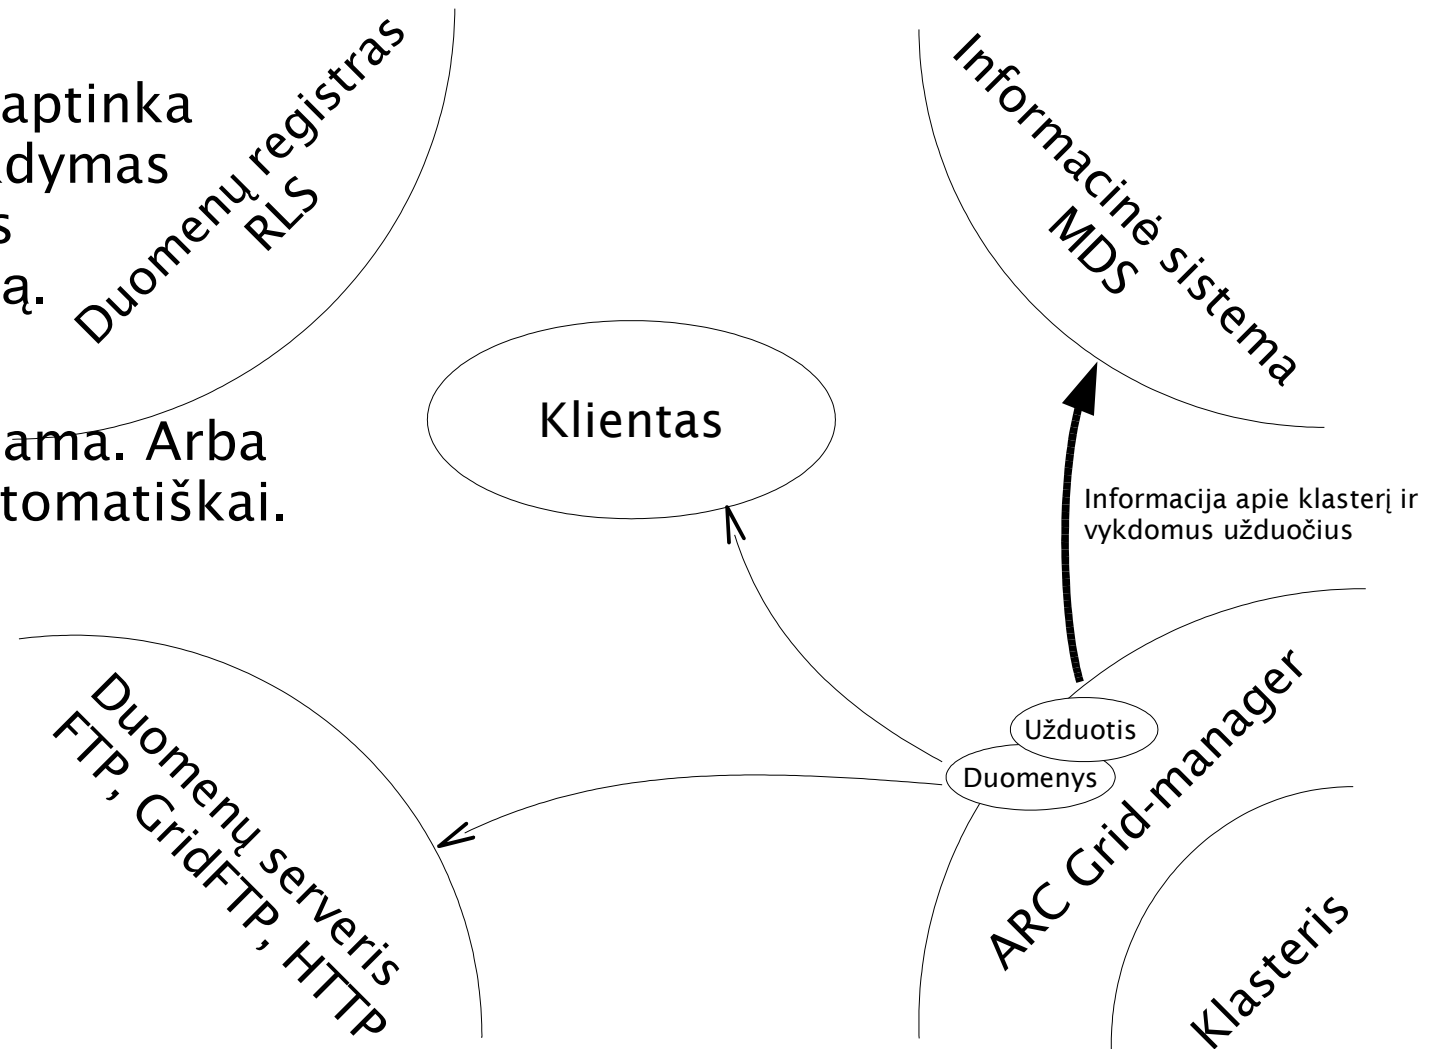 aptinka
dymas
s
ą.
ama. Arba
tomatiškai.
Duomenų registras
RLS
Informacinė sistema
MDS
Klientas
Informacija apie klasterį ir
vykdomus užduočius
Užduotis
Duomenys
ARC Grid-manager
Klasteris
Duomenų serveris
FTP, GridFTP, HTTP